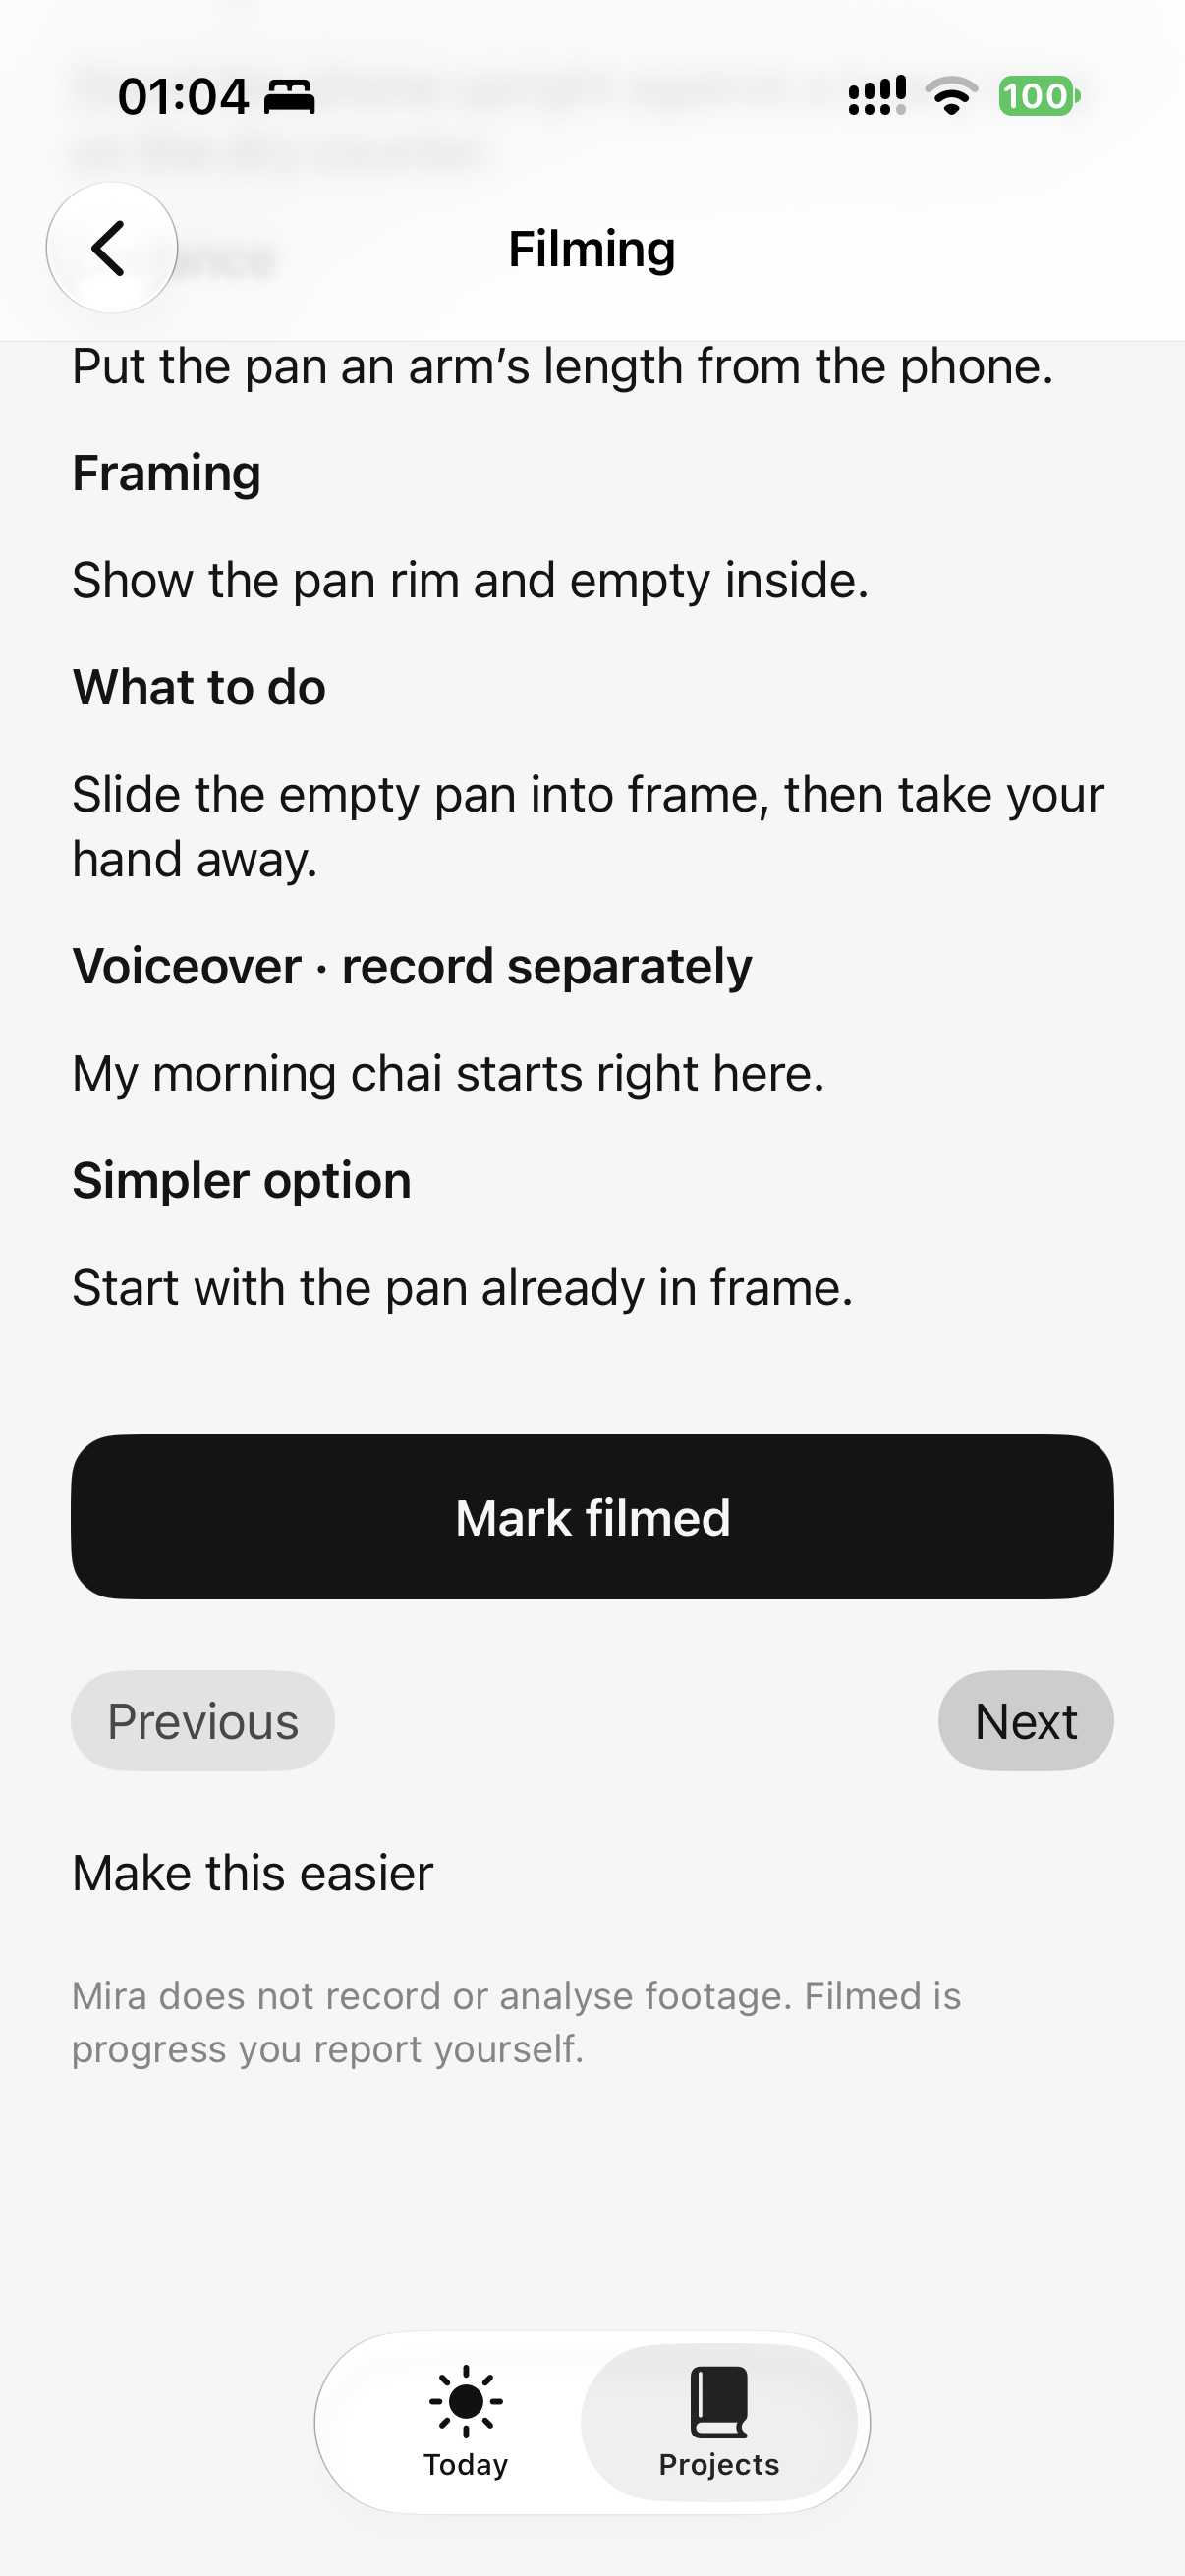 01:04
100
Filming
Put the pan an arm’s length from the phone.
Framing
Show the pan rim and empty inside.
What to do
Slide the empty pan into frame, then take your
hand away.
Voiceover · record separately
My morning chai starts right here.
Simpler option
Start with the pan already in frame.
Mark filmed
Previous
Next
Make this easier
Mira does not record or analyse footage. Filmed is
progress you report yourself.
Today
Projects